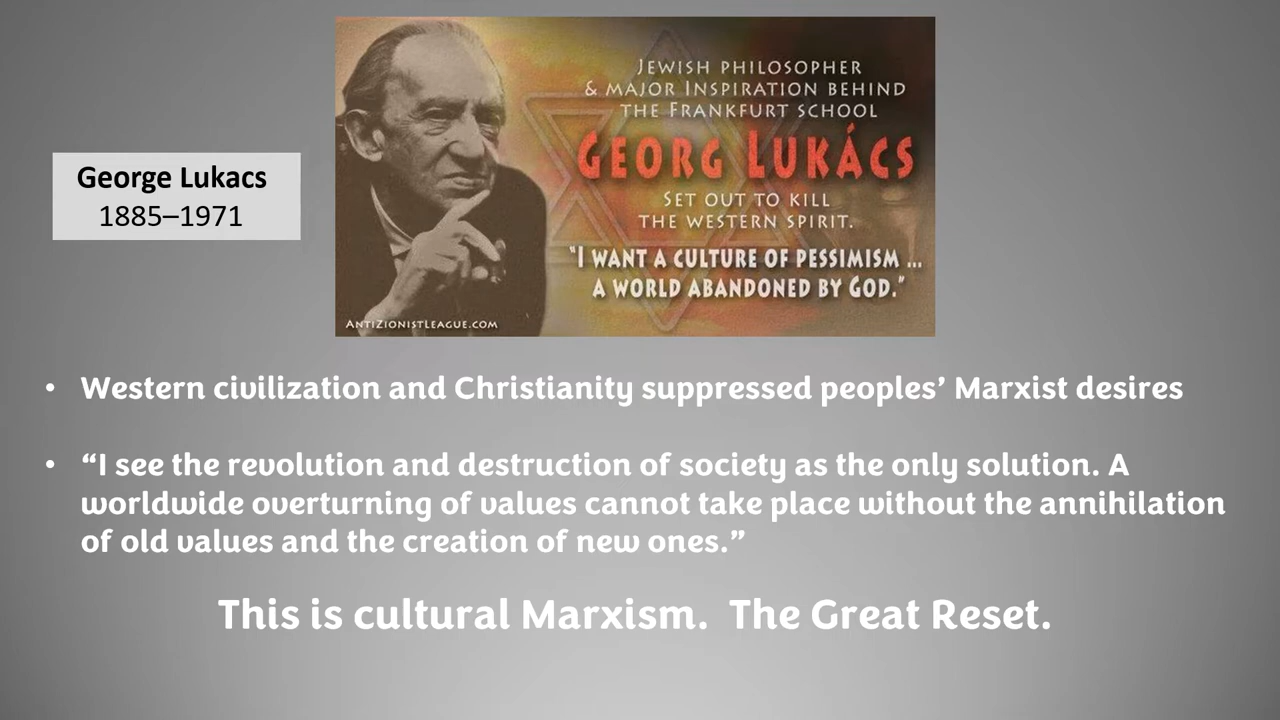 JEWISH PHILOSOPHER
& MAJOR INSPIRATION BEHIND
THE FRANKFURT SCHOOL
GEORG LUKÁCS
SET OUT TO KILL
THE WESTERN SPIRIT.
"I WANT A CULTURE OF PESSIMISM ...
A WORLD ABANDONED BY GOD."
ANTIZIONISTLEAGUE.COM
George Lukacs
1885–1971
• Western civilization and Christianity suppressed peoples’ Marxist desires
• “I see the revolution and destruction of society as the only solution. A
worldwide overturning of values cannot take place without the annihilation
of old values and the creation of new ones.”
This is cultural Marxism. The Great Reset.